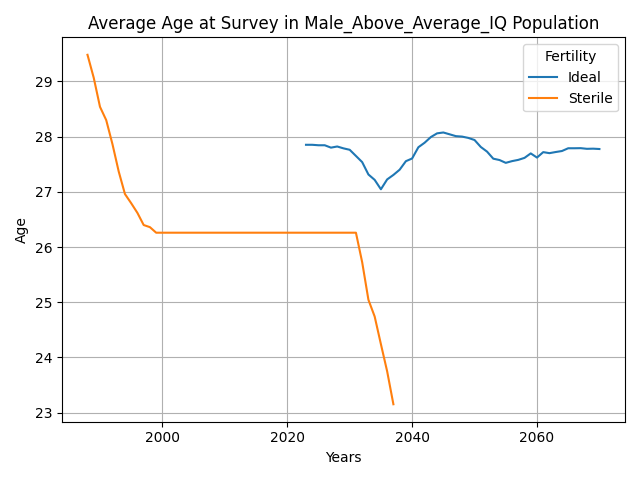 Average Age at Survey in Male_Above_Average_IQ Population
Fertility
Ideal
Sterile
29
28
27
26
25
24
23
Age
2000
2020
2040
2060
Years